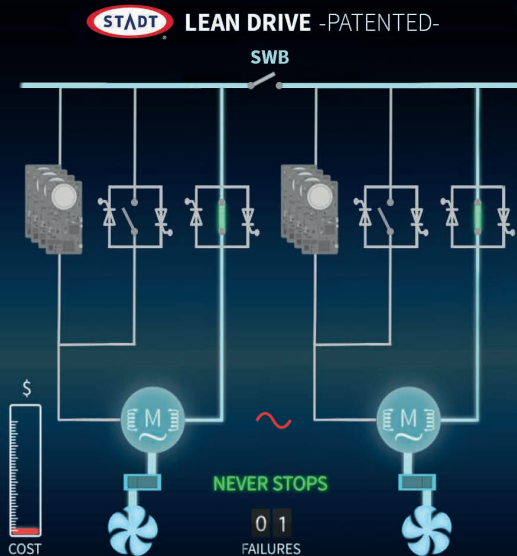 STADT LEAN DRIVE -PATENTED-
SWB
M M
$
NEVER STOPS
0 1
COST FAILURES